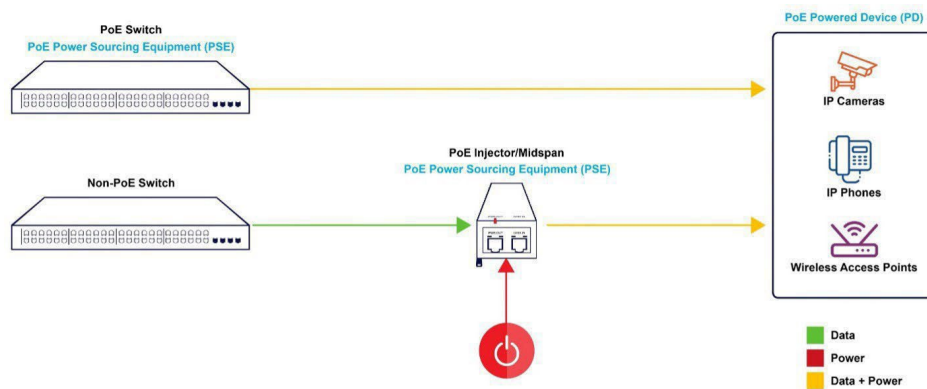 PoE Switch
PoE Power Sourcing Equipment (PSE)
PoE Powered Device (PD)
IP Cameras
PoE Injector/Midspan
PoE Power Sourcing Equipment (PSE)
Non-PoE Switch
IP Phones
Wireless Access Points
Data
Power
Data + Power